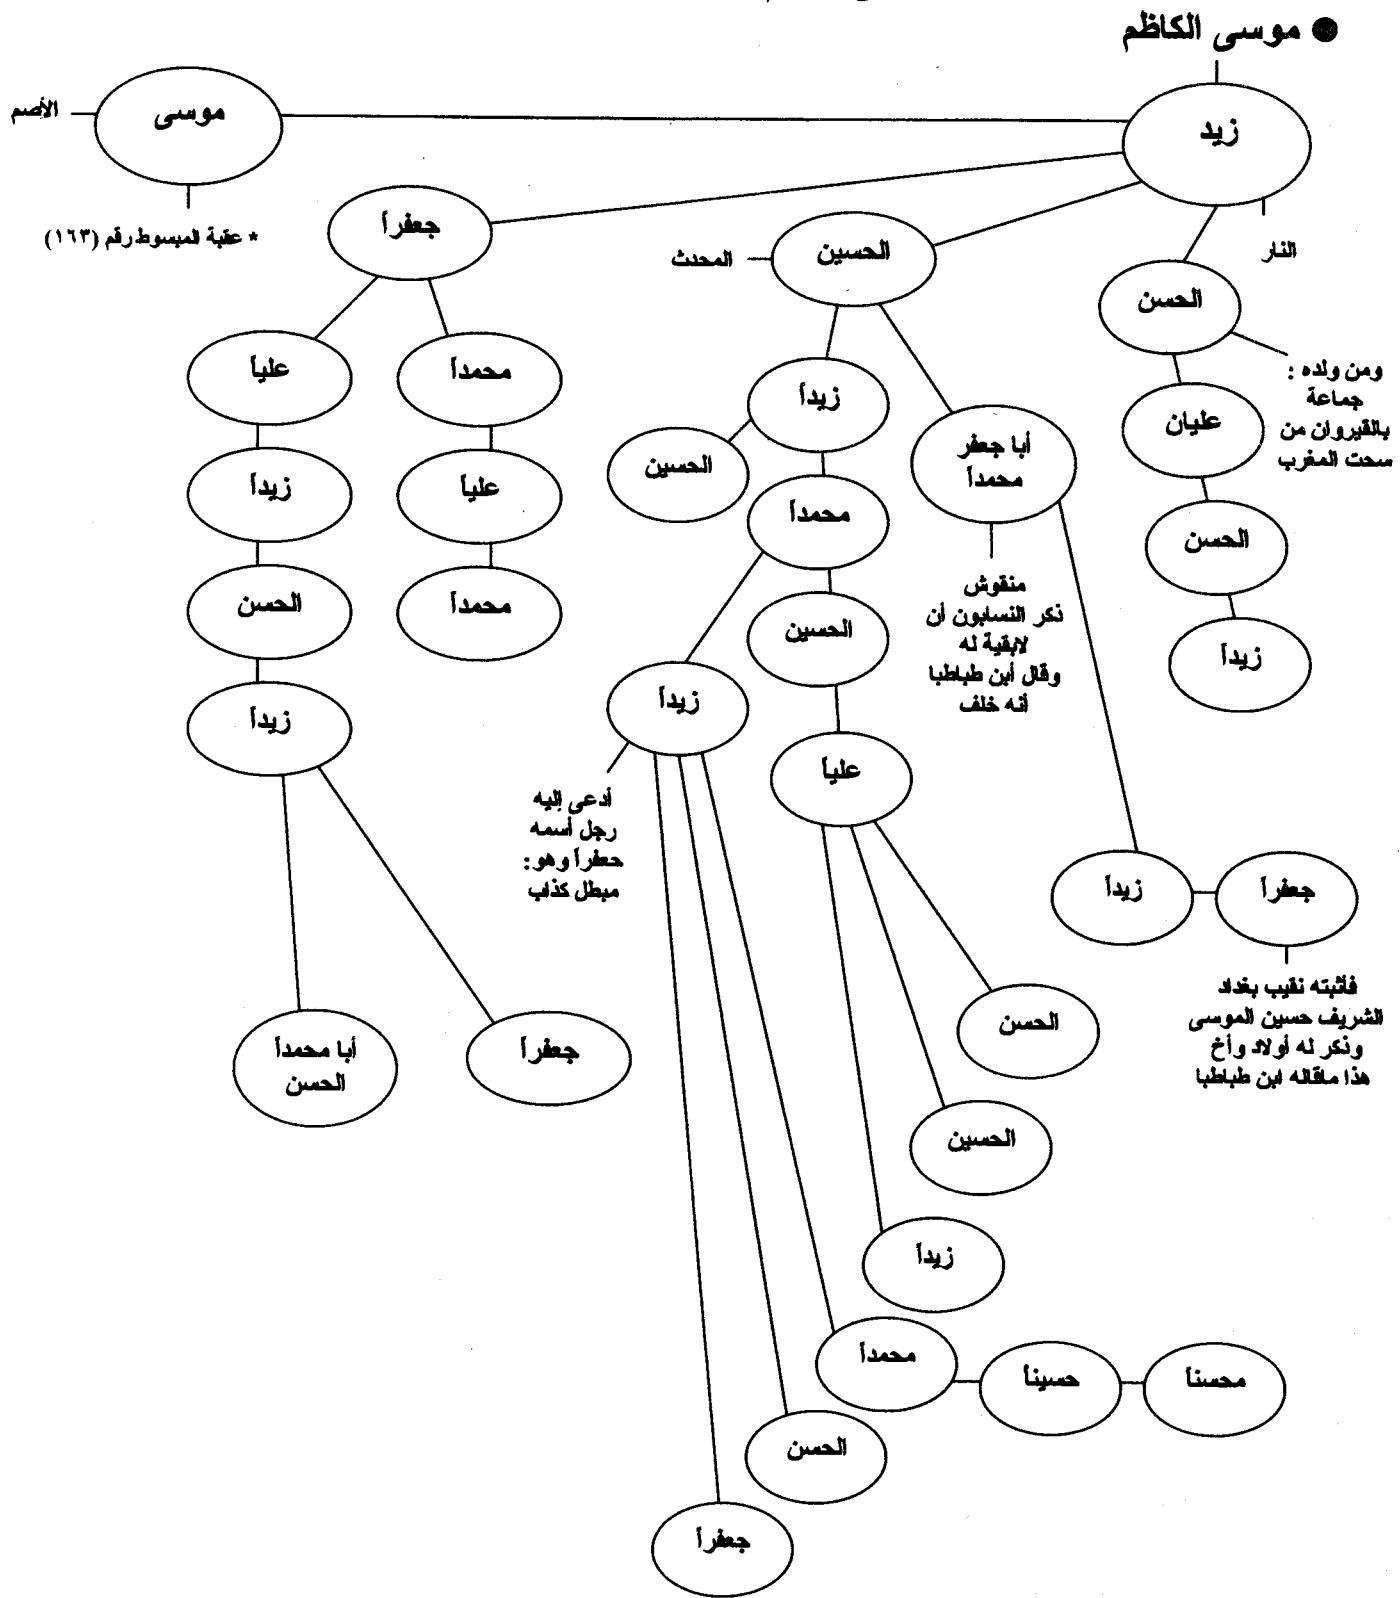 ● موسى الكاظم
زيد
النار
موسى
الأصم
* عقبة المبسوط رقم (١٦٣)
جعفراً
الحسين
المحدث
الحسن
ومن ولده :
جماعة
بالقيروان من
سحت المغرب
عليان
الحسن
زيداً
أبا جعفر
محمداً
منقوش
ذكر النسابون أن
لابقية له
وقال أبن طباطبا
أنه خلف
زيداً
جعفراً
فأثبته نقيب بغداد
الشريف حسين الموسى
وذكر له أولاد وأخ
هذا ماقاله ابن طباطبا
زيداً
الحسين
محمداً
الحسين
علياً
الحسن
الحسين
زيداً
زيداً
أدعى إليه
رجل أسمه
حعفراً وهو:
مبطل كذاب
محمداً
حسيناً
محسناً
الحسن
جعفراً
محمداً
علياً
محمداً
علياً
زيداً
الحسن
زيداً
جعفراً
أبا محمداً
الحسن